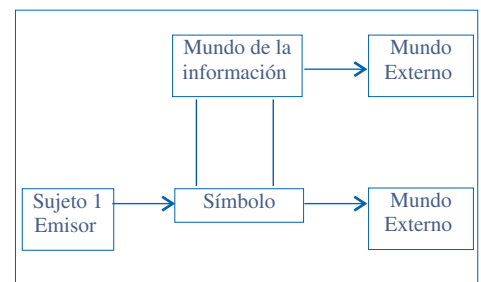 Mundo de la
información
Mundo
Externo
Sujeto 1
Emisor
Símbolo
Mundo
Externo